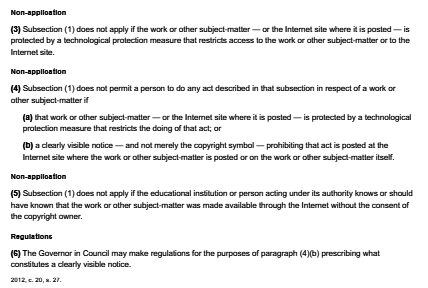 Non-application
(3) Subsection (1) does not apply if the work or other subject-matter — or the Internet site where it is posted — is
protected by a technological protection measure that restricts access to the work or other subject-matter or to the
Internet site.
Non-application
(4) Subsection (1) does not permit a person to do any act described in that subsection in respect of a work or
other subject-matter if
(a) that work or other subject-matter — or the Internet site where it is posted — is protected by a technological
protection measure that restricts the doing of that act; or
(b) a clearly visible notice — and not merely the copyright symbol — prohibiting that act is posted at the
Internet site where the work or other subject-matter is posted or on the work or other subject-matter itself.
Non-application
(5) Subsection (1) does not apply if the educational institution or person acting under its authority knows or should
have known that the work or other subject-matter was made available through the Internet without the consent of
the copyright owner.
Regulations
(6) The Governor in Council may make regulations for the purposes of paragraph (4)(b) prescribing what
constitutes a clearly visible notice.
2012, c. 20, s. 27.